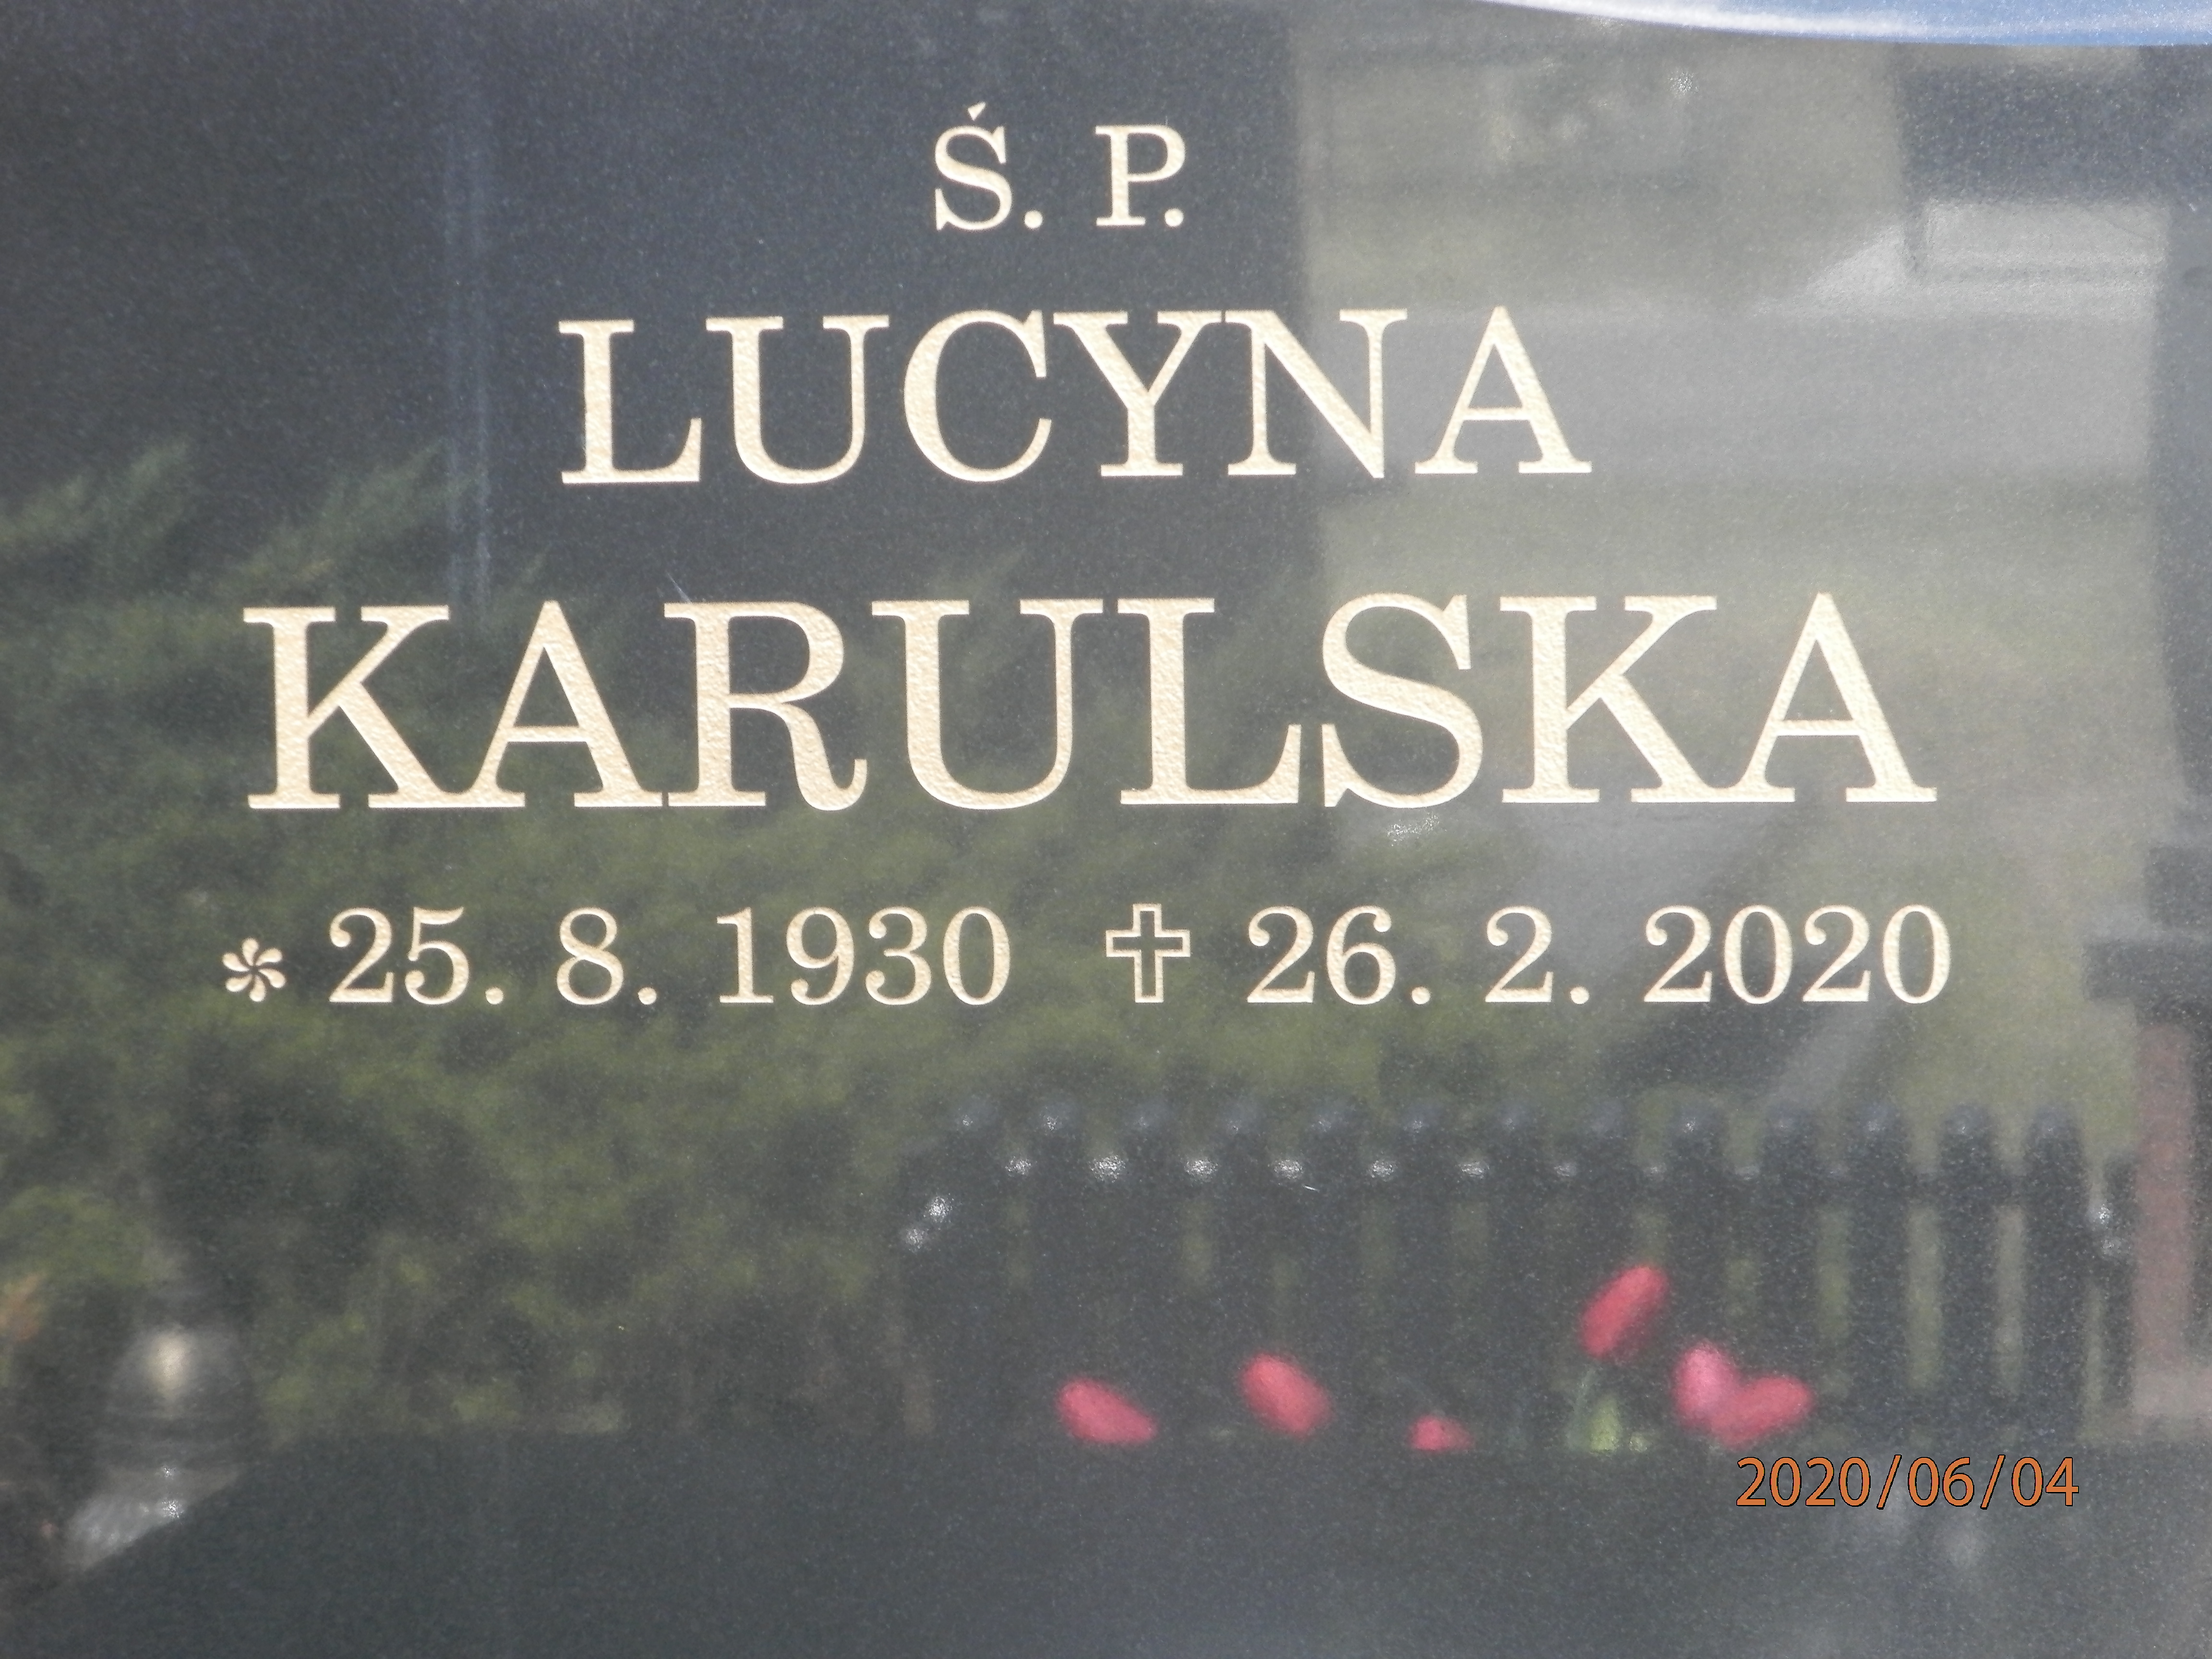 Ś. P.
LUCYNA
KARULSKA
* 25. 8. 1930 ✝ 26. 2. 2020
2020/06/04